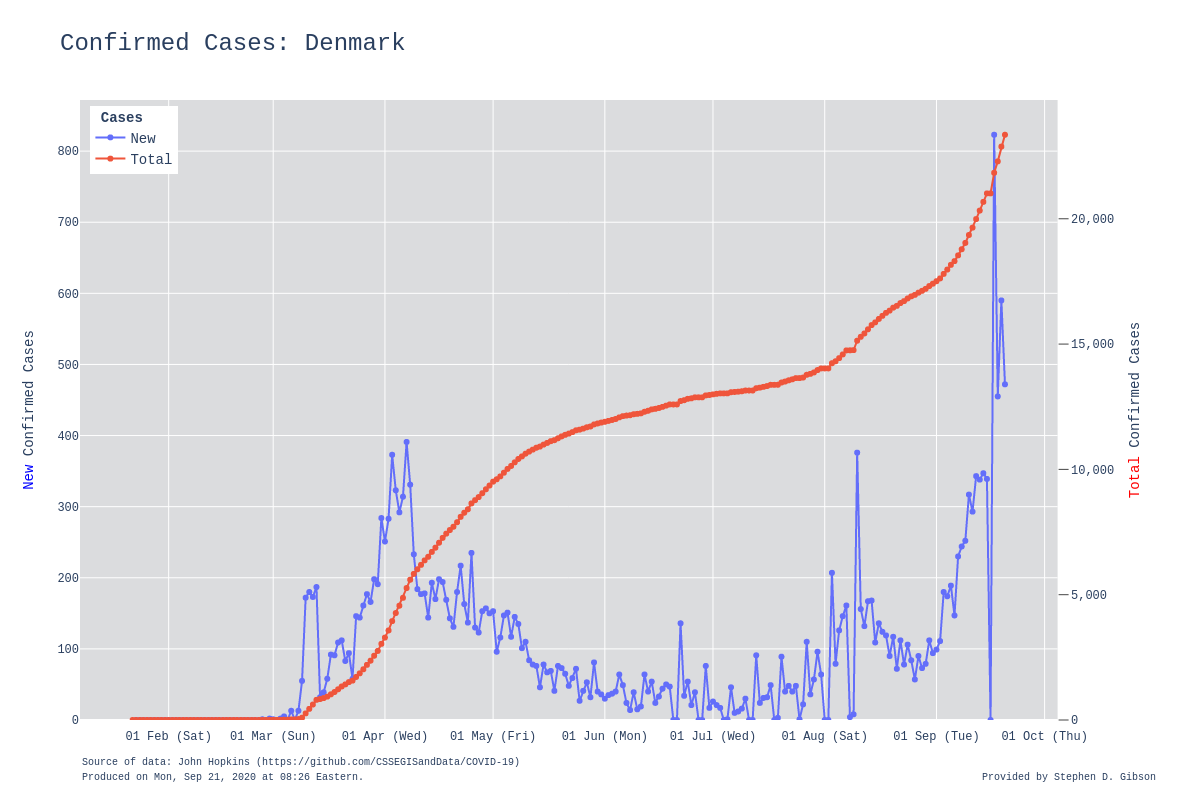 Confirmed Cases: Denmark
Cases
New
Total
800
700
600
500
400
300
200
100
0
20,000
15,000
10,000
5,000
0
New Confirmed Cases
Total Confirmed Cases
01 Feb (Sat) 01 Mar (Sun) 01 Apr (Wed) 01 May (Fri) 01 Jun (Mon) 01 Jul (Wed) 01 Aug (Sat) 01 Sep (Tue) 01 Oct (Thu)
Source of data: John Hopkins (https://github.com/CSSEGISandData/COVID-19)
Produced on Mon, Sep 21, 2020 at 08:26 Eastern.
Provided by Stephen D. Gibson